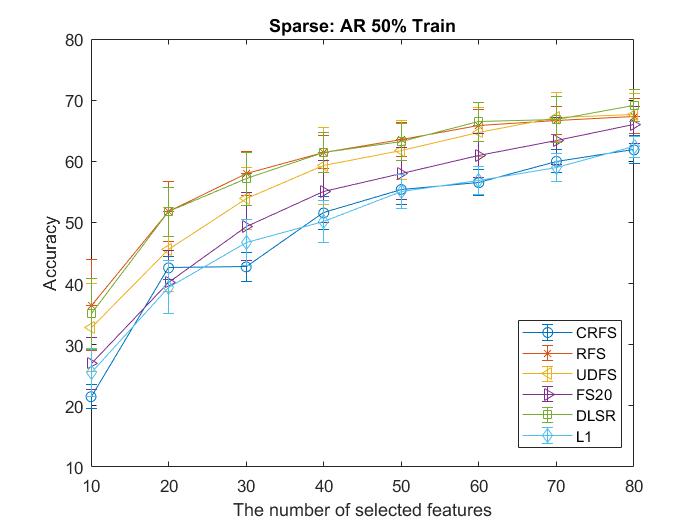 Sparse: AR 50% Train
80
70
60
50
40
30
20
10
Accuracy
10 20 30 40 50 60 70 80
The number of selected features
CRFS
RFS
UDFS
FS20
DLSR
L1